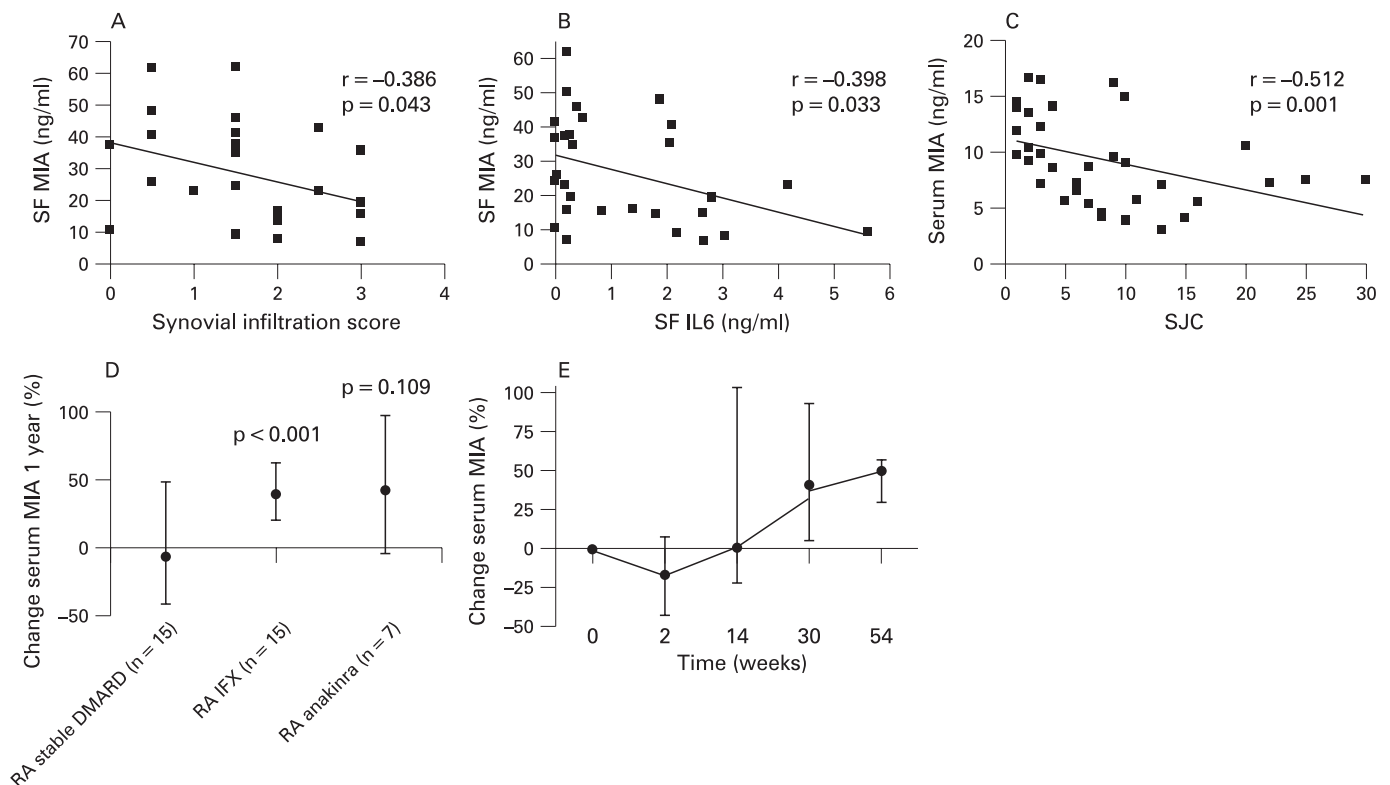 A
70
60
50
40
30
20
10
0
SF MIA (ng/ml)
r = –0.386
p = 0.043
0 1 2 3 4
Synovial infiltration score
B
60
50
40
30
20
10
0
SF MIA (ng/ml)
r = –0.398
p = 0.033
0 1 2 3 4 5 6
SF IL6 (ng/ml)
C
20
15
10
5
0
Serum MIA (ng/ml)
r = –0.512
p = 0.001
0 5 10 15 20 25 30
SJC
D
Change serum MIA 1 year (%)
100
50
0
–50
p < 0.001
p = 0.109
RA stable DMARD (n = 15)
RA IFX (n = 15)
RA anakinra (n = 7)
E
Change serum MIA (%)
100
75
50
25
0
–25
–50
0 2 14 30 54
Time (weeks)